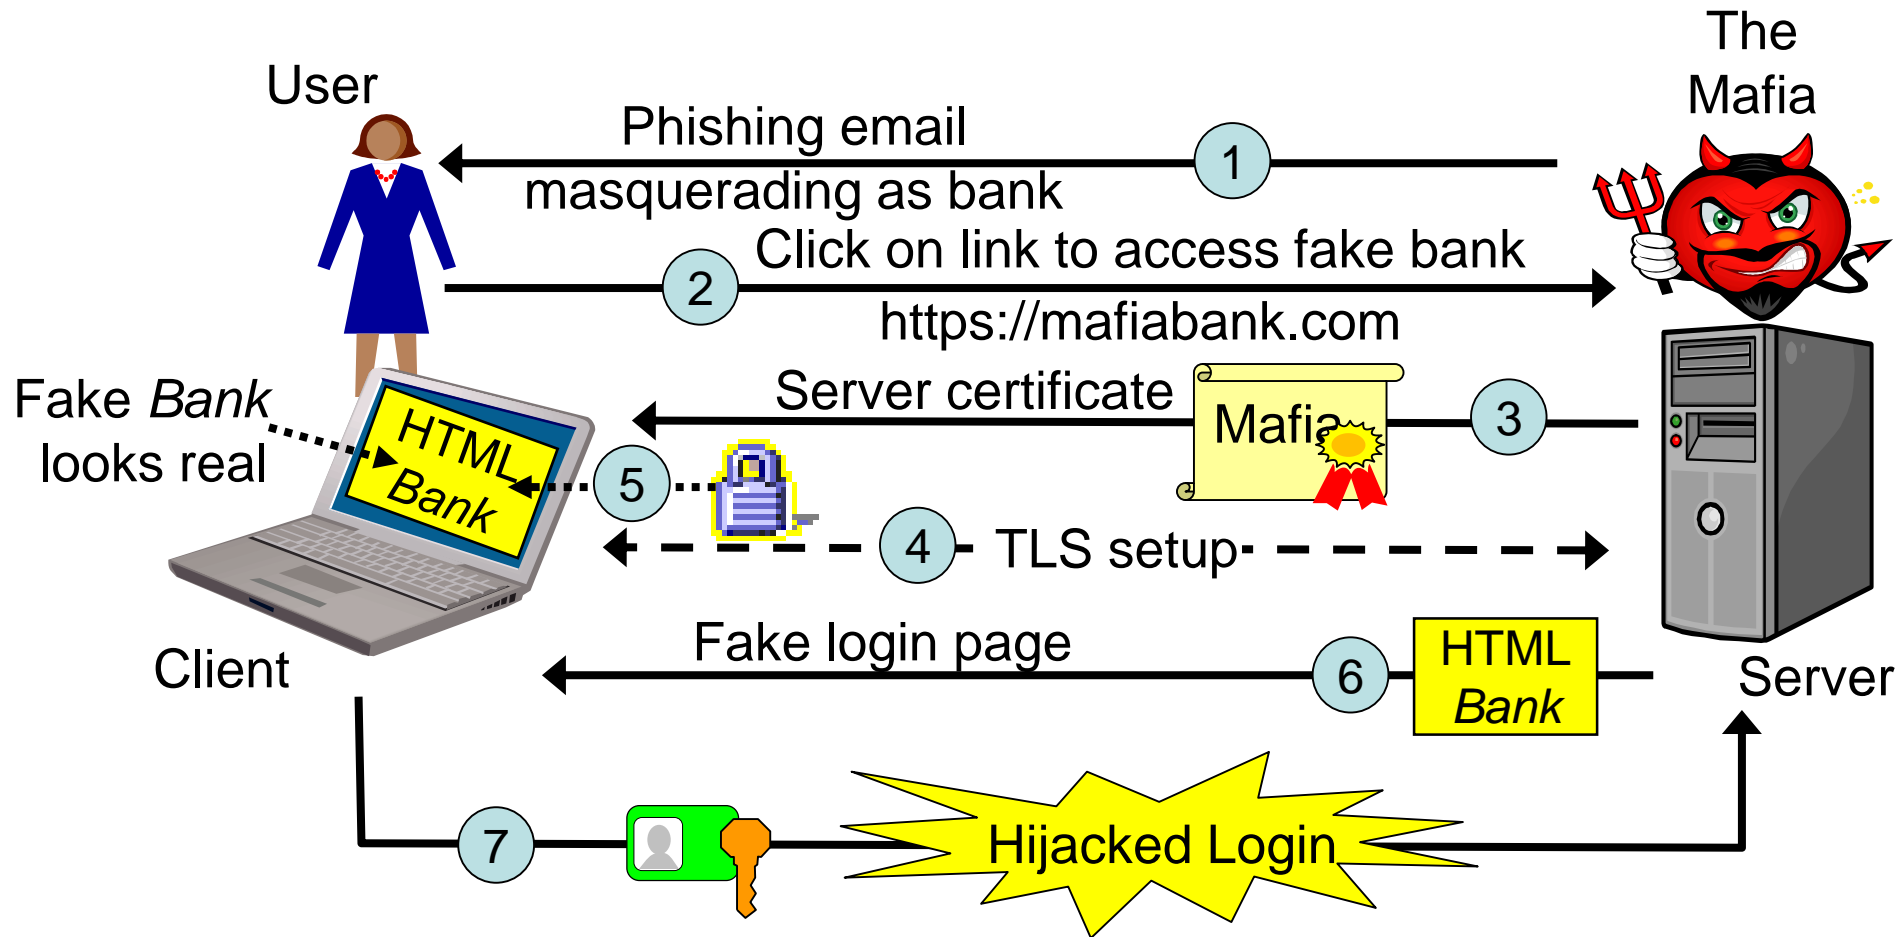 The
Mafia
User
Phishing email
1
masquerading as bank
Click on link to access fake bank
2
https://mafiabank.com
Server certificate
Mafia
3
Fake Bank
looks real
HTML
Bank
5
4
TLS setup
Fake login page
6
HTML
Bank
Client
Server
7
Hijacked Login